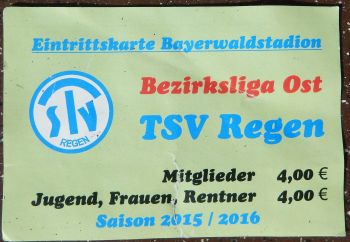 Eintrittskarte Bayerwaldstadion
Bezirksliga Ost
TSV
REGEN
TSV Regen
Mitglieder 4,00 €
Jugend, Frauen, Rentner 4,00 €
Saison 2015 / 2016